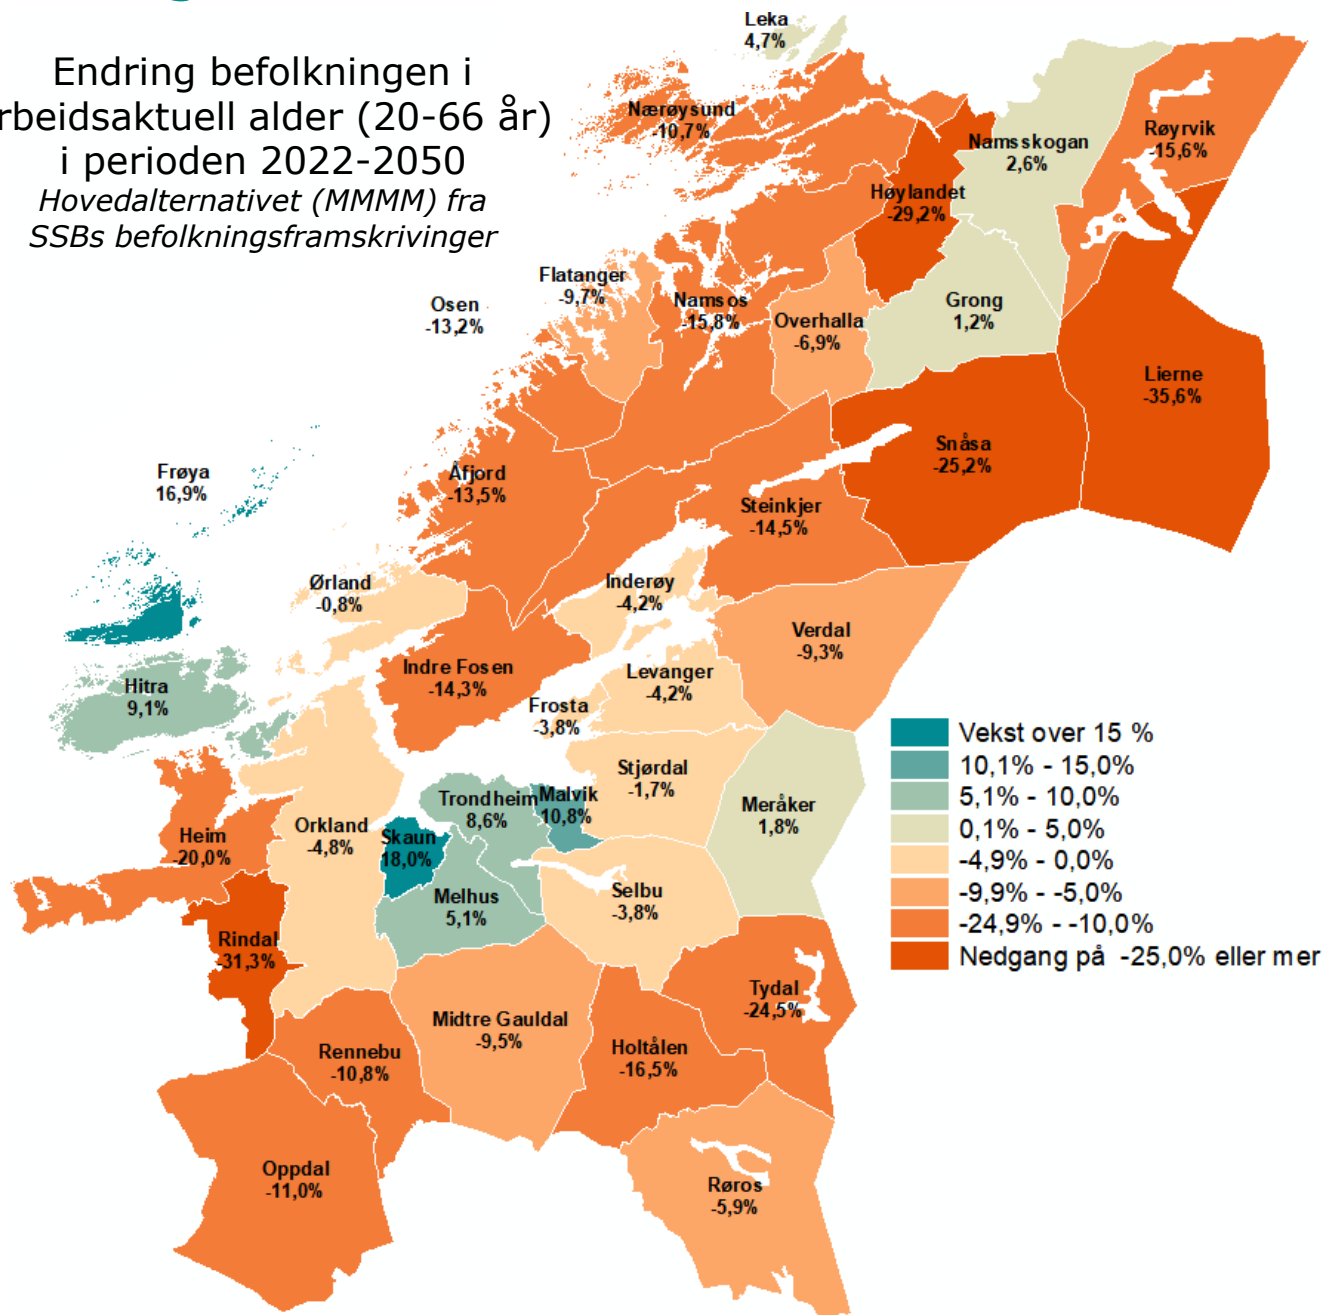 Endring befolkningen i
rbeidsaktuell alder (20-66 år)
i perioden 2022-2050
Hovedalternativet (MMMM) fra
SSBs befolkningsframskrivinger
Leka
4,7%
Nærøysund
-10,7%
Namsskogan
2,6%
Røyrvik
-15,6%
Høylandet
-29,2%
Flatanger
-9,7%
Osen
-13,2%
Namsos
-15,8%
Overhalla
-6,9%
Grong
1,2%
Lierne
-35,6%
Snåsa
-25,2%
Frøya
16,9%
Åfjord
-13,5%
Steinkjer
-14,5%
Ørland
-0,8%
Inderøy
-4,2%
Verdal
-9,3%
Indre Fosen
-14,3%
Levanger
-4,2%
Hitra
9,1%
Frosta
-3,8%
Stjørdal
-1,7%
Meråker
1,8%
Trondheim
8,6%
Malvik
10,8%
Heim
-20,0%
Orkland
-4,8%
Skaun
18,0%
Melhus
5,1%
Selbu
-3,8%
Rindal
-31,3%
Tydal
-24,5%
Midtre Gauldal
-9,5%
Rennebu
-10,8%
Holtålen
-16,5%
Oppdal
-11,0%
Røros
-5,9%
Vekst over 15 %
10,1% - 15,0%
5,1% - 10,0%
0,1% - 5,0%
-4,9% - 0,0%
-9,9% - -5,0%
-24,9% - -10,0%
Nedgang på -25,0% eller mer